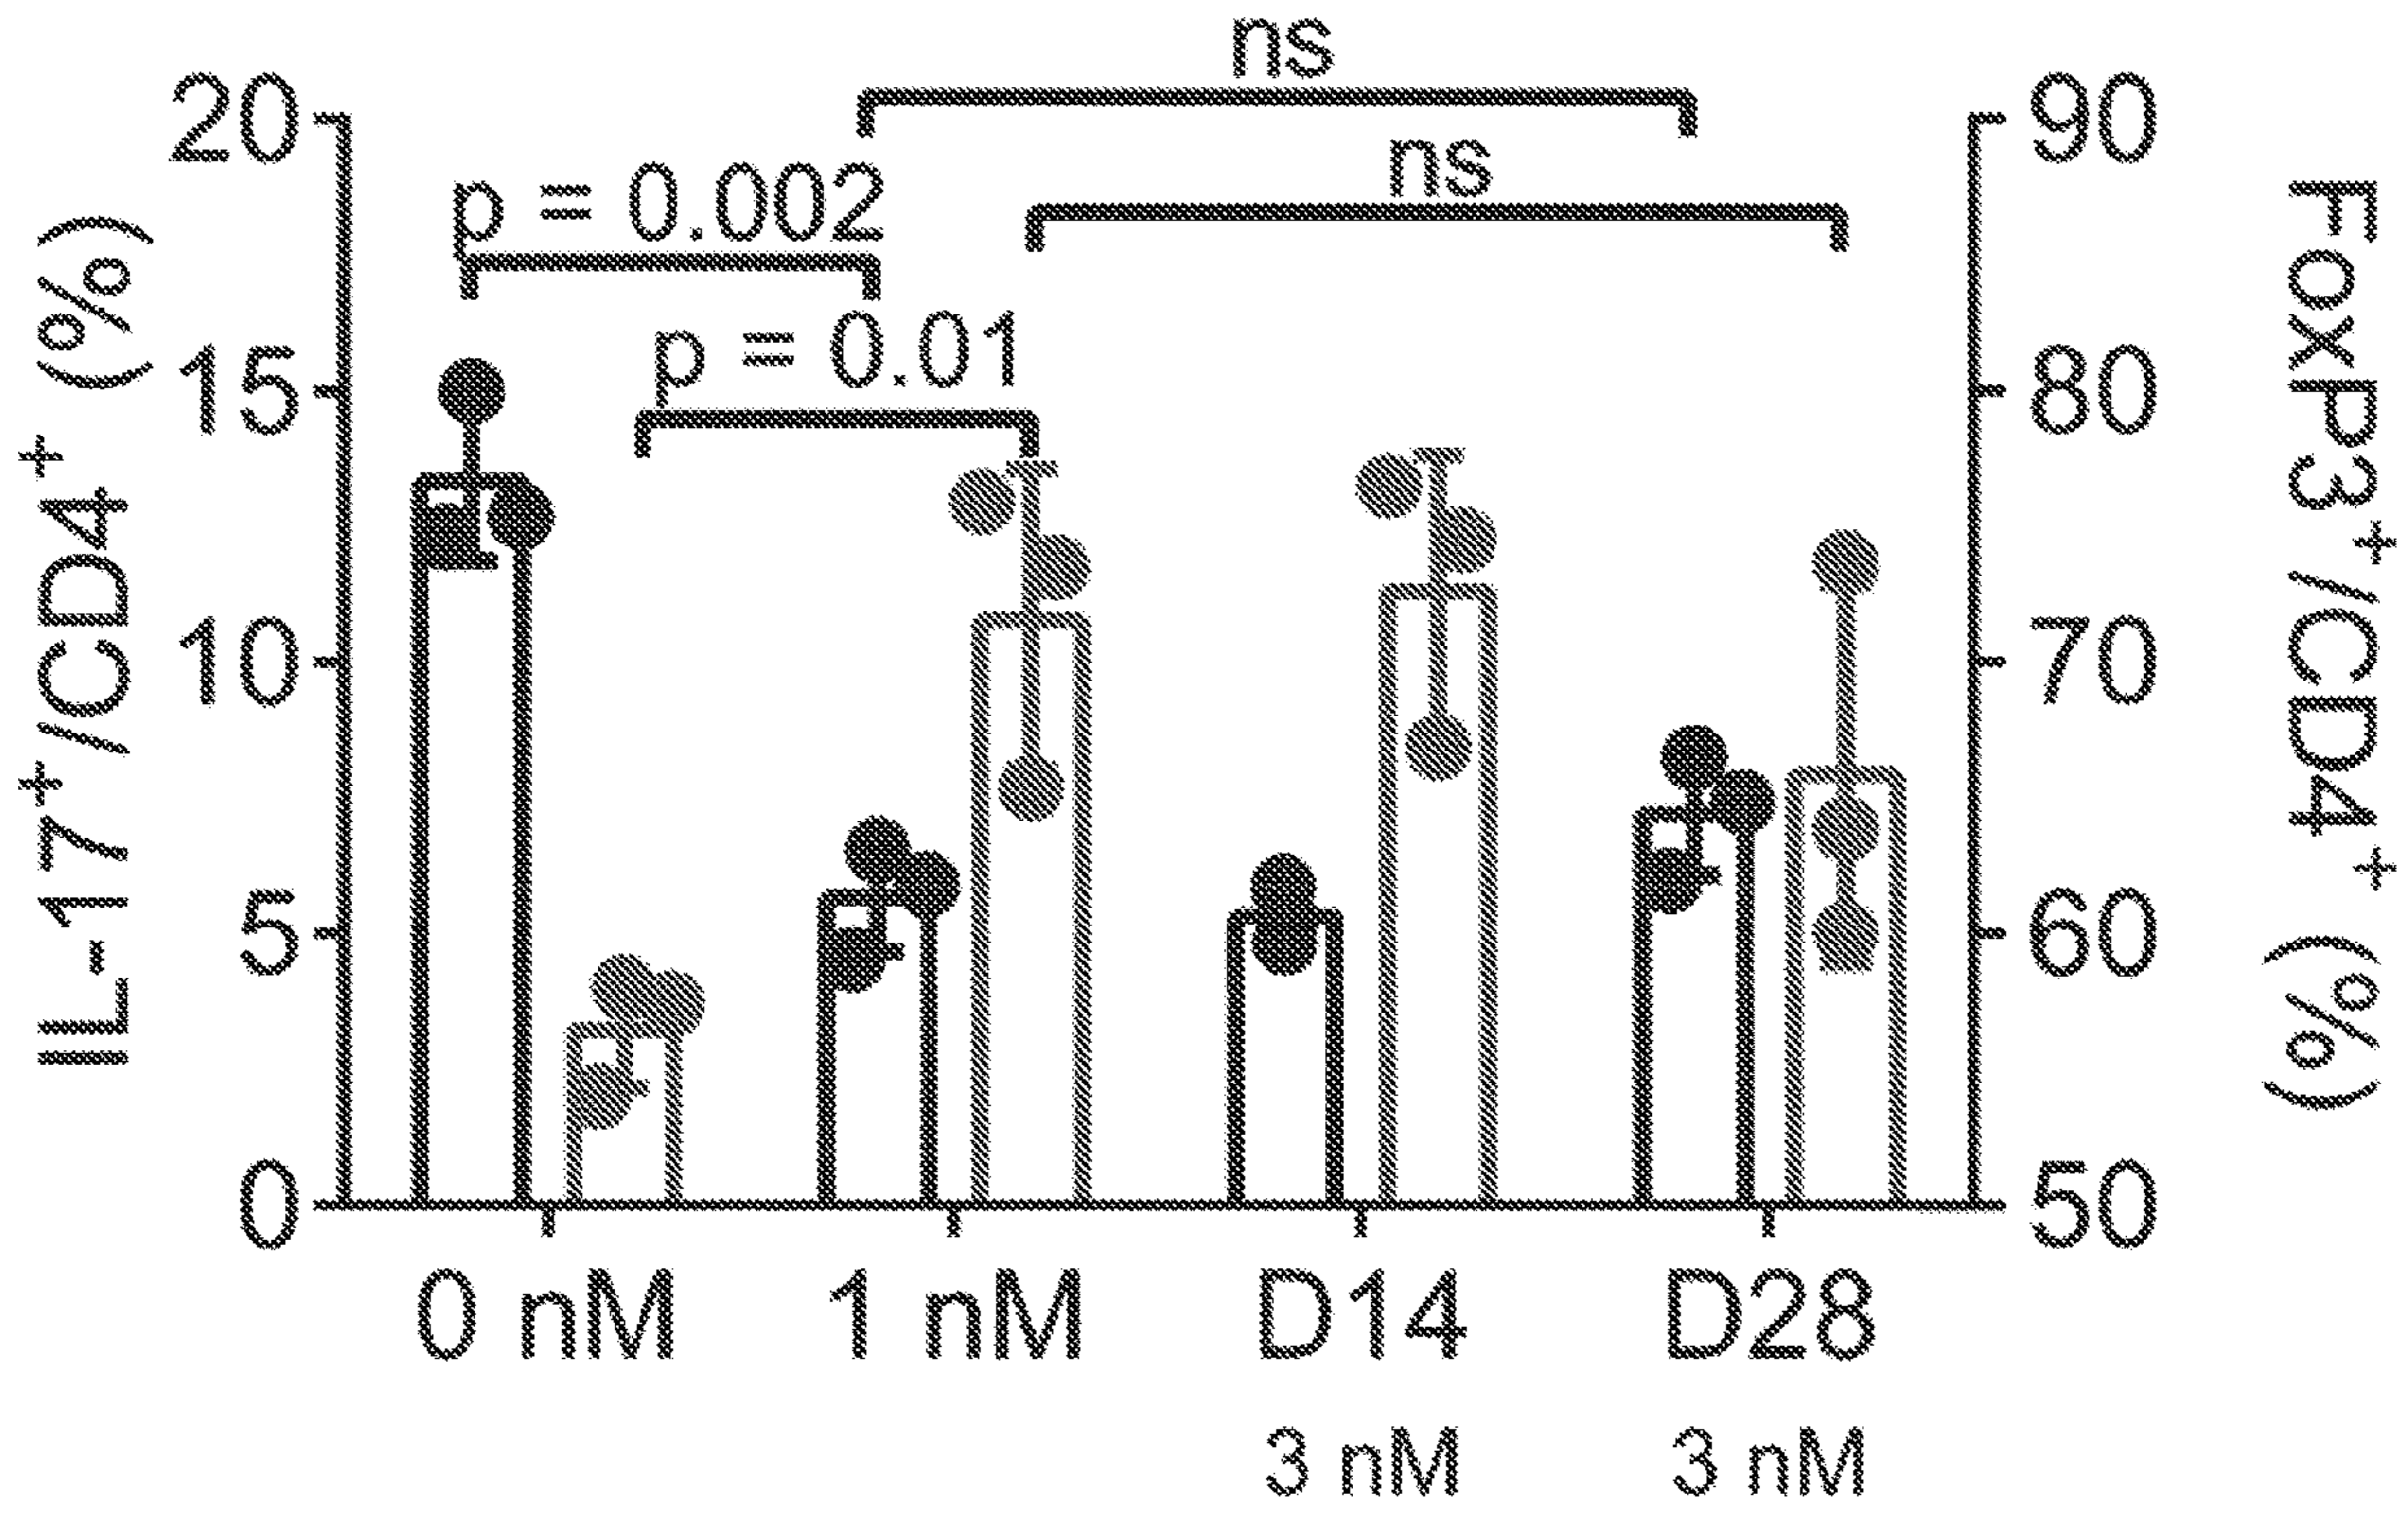 ns
ns
p = 0.002
p = 0.01
IL-17⁺/CD4⁺ (%)
20
15
10
5
0
90
80
70
60
50
FoxP3⁺/CD4⁺ (%)
0 nM
1 nM
D14
D28
3 nM
3 nM